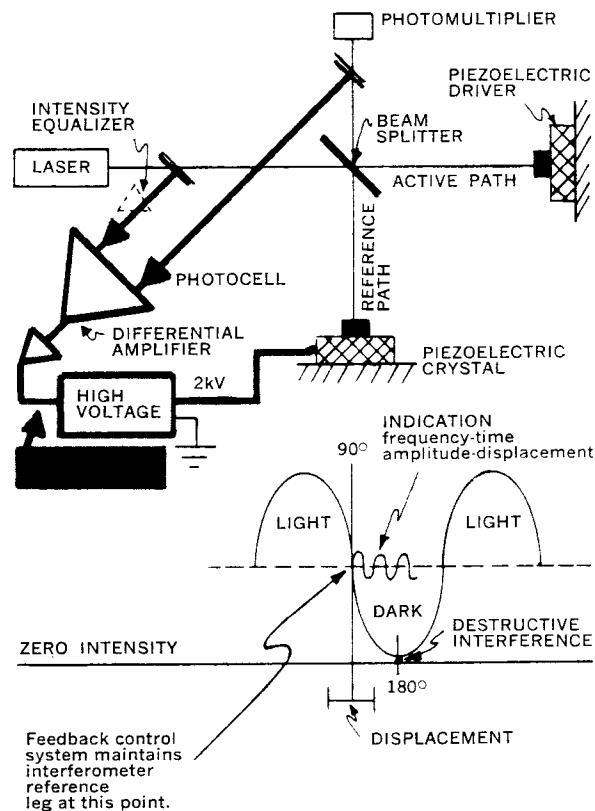 PHOTOMULTIPLIER
PIEZOELECTRIC
DRIVER
INTENSITY
EQUALIZER
BEAM
SPLITTER
LASER
ACTIVE PATH
REFERENCE
PATH
PHOTOCELL
DIFFERENTIAL
AMPLIFIER
PIEZOELECTRIC
CRYSTAL
HIGH
VOLTAGE
2kV
INDICATION
frequency-time
amplitude-displacement
90°
LIGHT
LIGHT
DARK
DESTRUCTIVE
INTERFERENCE
ZERO INTENSITY
180°
DISPLACEMENT
Feedback control
system maintains
interferometer
reference
leg at this point.